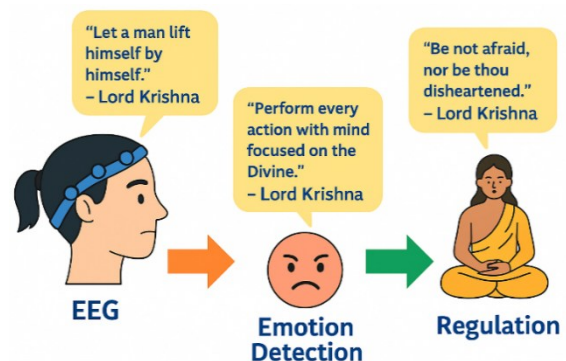 “Let a man lift
himself by
himself.”
– Lord Krishna
“Perform every
action with mind
focused on the
Divine.”
– Lord Krishna
“Be not afraid,
nor be thou
disheartened.”
– Lord Krishna
EEG
Emotion
Detection
Regulation